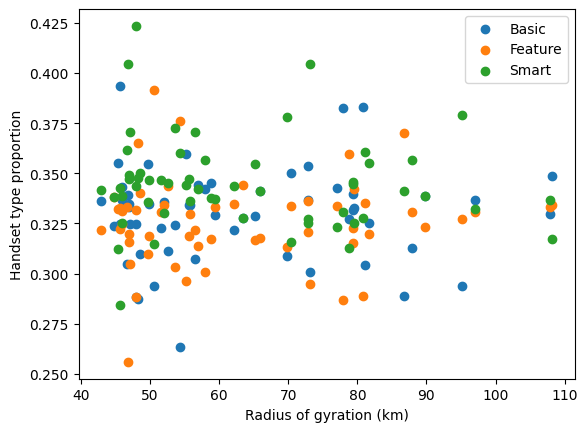 0.425
0.400
0.375
0.350
0.325
0.300
0.275
0.250
Handset type proportion
Basic
Feature
Smart
40 50 60 70 80 90 100 110
Radius of gyration (km)